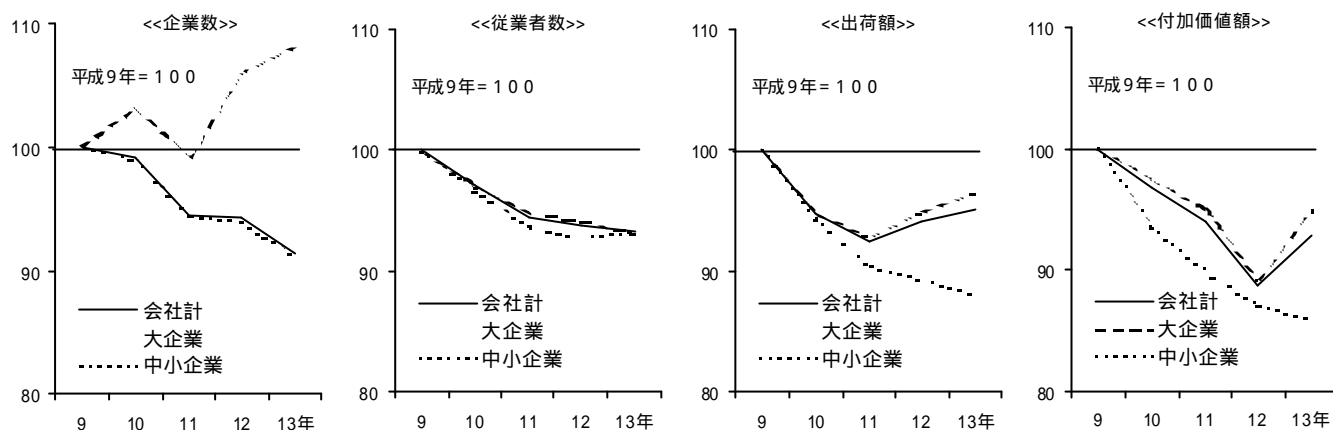 <<企業数>>
平成9年=100
110
100
90
80
会社計
大企業
中小企業
9 10 11 12 13年
<<従業者数>>
平成9年=100
110
100
90
80
会社計
大企業
中小企業
9 10 11 12 13年
<<出荷額>>
平成9年=100
110
100
90
80
会社計
大企業
中小企業
9 10 11 12 13年
<<付加価値額>>
平成9年=100
110
100
90
80
会社計
大企業
中小企業
9 10 11 12 13年